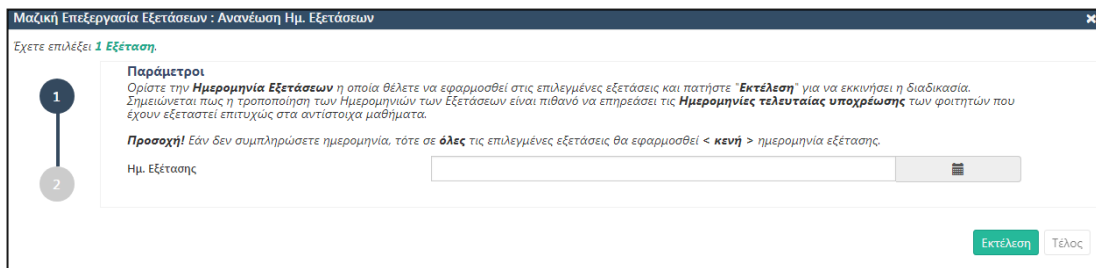 Μαζική Επεξεργασία Εξετάσεων : Ανανέωση Ημ. Εξετάσεων
Έχετε επιλέξει 1 Εξέταση.
1
Παράμετροι
Ορίστε την Ημερομηνία Εξετάσεων η οποία θέλετε να εφαρμοσθεί στις επιλεγμένες εξετάσεις και πατήστε "Εκτέλεση" για να εκκινήσει η διαδικασία.
Σημειώνεται πως η τροποποίηση των Ημερομηνιών των Εξετάσεων είναι πιθανό να επηρεάσει τις Ημερομηνίες τελευταίας υποχρέωσης των φοιτητών που
έχουν εξεταστεί επιτυχώς στα αντίστοιχα μαθήματα.
Προσοχή! Εάν δεν συμπληρώσετε ημερομηνία, τότε σε όλες τις επιλεγμένες εξετάσεις θα εφαρμοσθεί < κενή > ημερομηνία εξέτασης.
Ημ. Εξέτασης
2
Εκτέλεση Τέλος